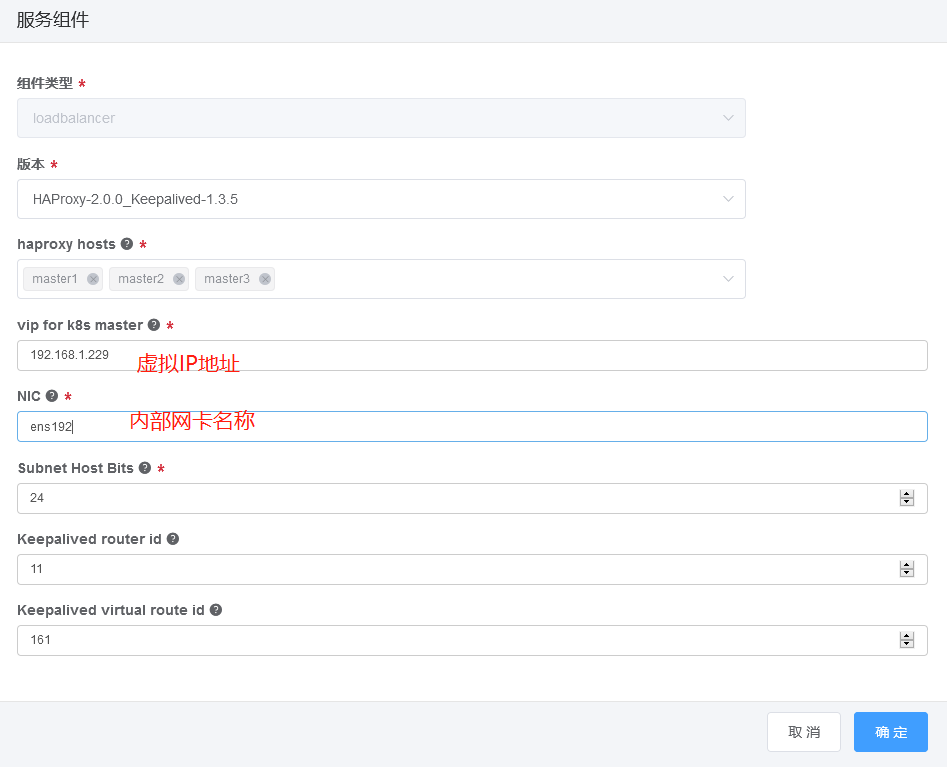 服务组件
组件类型 *
loadbalancer
版本 *
HAProxy-2.0.0_Keepalived-1.3.5
haproxy hosts ? *
master1 master2 master3
vip for k8s master ? *
192.168.1.229
虚拟IP地址
NIC ? *
ens192
内部网卡名称
Subnet Host Bits ? *
24
Keepalived router id ?
11
Keepalived virtual route id ?
161
取 消 确 定